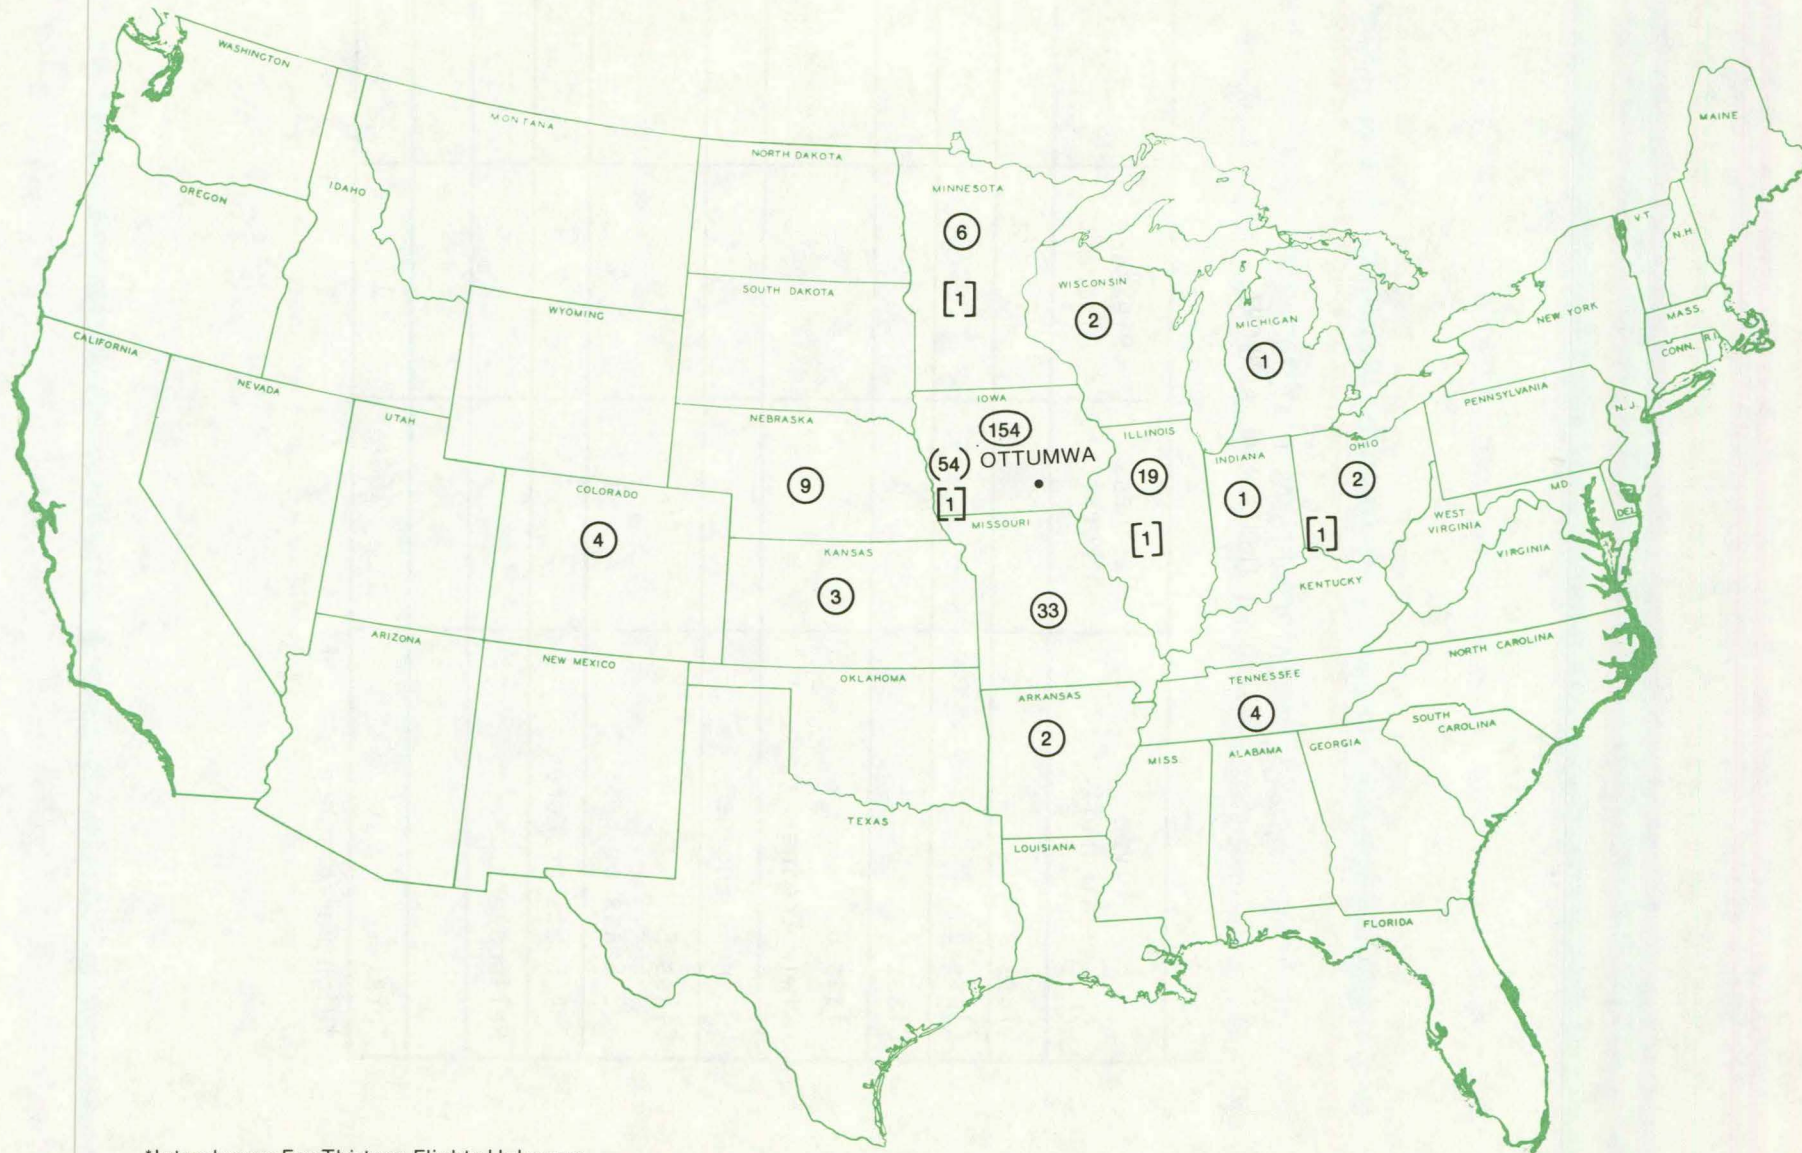 WASHINGTON
MONTANA
NORTH DAKOTA
MINNESOTA
MAINE
OREGON
IDAHO
6
V.T.
N.H.
[1]
SOUTH DAKOTA
WYOMING
WISCONSIN
2
MICHIGAN
1
NEW YORK
MASS.
CONN.
R.I.
CALIFORNIA
NEVADA
UTAH
NEBRASKA
IOWA
154
(54) OTTUMWA
[1]
ILLINOIS
19
[1]
INDIANA
1
OHIO
2
[1]
PENNSYLVANIA
N.J.
MD.
DEL.
9
COLORADO
4
KANSAS
3
MISSOURI
33
WEST
VIRGINIA
VIRGINIA
KENTUCKY
ARIZONA
NEW MEXICO
OKLAHOMA
ARKANSAS
2
TENNESSEE
4
NORTH CAROLINA
SOUTH
CAROLINA
TEXAS
LOUISIANA
MISS.
ALABAMA
GEORGIA
FLORIDA